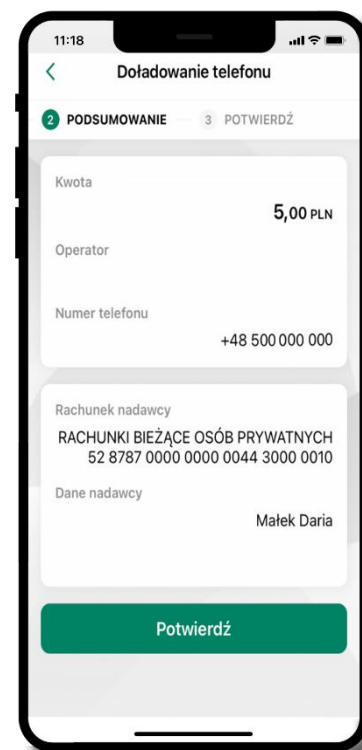 11:18
Doładowanie telefonu
2 PODSUMOWANIE 3 POTWIERDŹ
Kwota
5,00 PLN
Operator
Numer telefonu
+48 500 000 000
Rachunek nadawcy
RACHUNKI BIEŻĄCE OSÓB PRYWATNYCH
52 8787 0000 0000 0044 3000 0010
Dane nadawcy
Małek Daria
Potwierdź